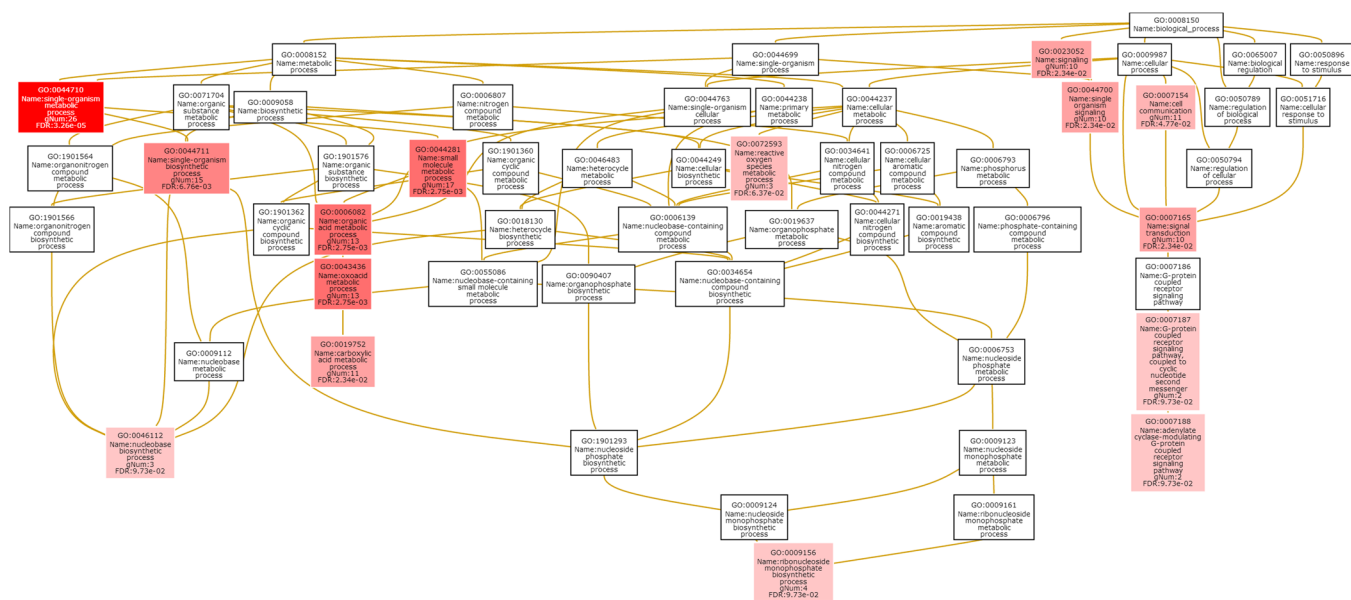 GO:0008150
Name:biological_process
GO:0008152
Name:metabolic
process
GO:0044699
Name:single-organism
process
GO:0023052
Name:signaling
gNum:10
FDR:2.34e-02
GO:0009987
Name:cellular
process
GO:0065007
Name:biological
regulation
GO:0050896
Name:response
to stimulus
GO:0044710
Name:single-organism
metabolic
process
gNum:26
FDR:3.26e-05
GO:0071704
Name:organic
substance
metabolic
process
GO:0009058
Name:biosynthetic
process
GO:0006807
Name:nitrogen
compound
metabolic
process
GO:0044763
Name:single-organism
cellular
process
GO:0044238
Name:primary
metabolic
process
GO:0044237
Name:cellular
metabolic
process
GO:0044700
Name:single
organism
signaling
gNum:10
FDR:2.34e-02
GO:0007154
Name:cell
communication
gNum:11
FDR:4.77e-02
GO:0050789
Name:regulation
of biological
process
GO:0051716
Name:cellular
response to
stimulus
GO:1901564
Name:organonitrogen
compound
metabolic
process
GO:0044711
Name:single-organism
biosynthetic
process
gNum:15
FDR:6.76e-03
GO:1901576
Name:organic
substance
biosynthetic
process
GO:0044281
Name:small
molecule
metabolic
process
gNum:17
FDR:2.75e-03
GO:1901360
Name:organic
cyclic
compound
metabolic
process
GO:0046483
Name:heterocycle
metabolic
process
GO:0044249
Name:cellular
biosynthetic
process
GO:0072593
Name:reactive
oxygen
species
metabolic
process
gNum:3
FDR:6.37e-02
GO:0034641
Name:cellular
nitrogen
compound
metabolic
process
GO:0006725
Name:cellular
aromatic
compound
metabolic
process
GO:0006793
Name:phosphorus
metabolic
process
GO:0050794
Name:regulation
of cellular
process
GO:1901566
Name:organonitrogen
compound
biosynthetic
process
GO:1901362
Name:organic
cyclic
compound
biosynthetic
process
GO:0006082
Name:organic
acid metabolic
process
gNum:13
FDR:2.75e-03
GO:0018130
Name:heterocycle
biosynthetic
process
GO:0006139
Name:nucleobase-containing
compound
metabolic
process
GO:0019637
Name:organophosphate
metabolic
process
GO:0044271
Name:cellular
nitrogen
compound
biosynthetic
process
GO:0019438
Name:aromatic
compound
biosynthetic
process
GO:0006796
Name:phosphate-containing
compound
metabolic
process
GO:0007165
Name:signal
transduction
gNum:10
FDR:2.34e-02
GO:0043436
Name:oxoacid
metabolic
process
gNum:13
FDR:2.75e-03
GO:0055086
Name:nucleobase-containing
small molecule
metabolic
process
GO:0090407
Name:organophosphate
biosynthetic
process
GO:0034654
Name:nucleobase-containing
compound
biosynthetic
process
GO:0007186
Name:G-protein
coupled
receptor
signaling
pathway
GO:0009112
Name:nucleobase
metabolic
process
GO:0019752
Name:carboxylic
acid metabolic
process
gNum:11
FDR:2.34e-02
GO:0006753
Name:nucleoside
phosphate
metabolic
process
GO:0007187
Name:G-protein
coupled
receptor
signaling
pathway,
coupled to
cyclic
nucleotide
second
messenger
gNum:2
FDR:9.73e-02
GO:0046112
Name:nucleobase
biosynthetic
process
gNum:3
FDR:9.73e-02
GO:1901293
Name:nucleoside
phosphate
biosynthetic
process
GO:0009123
Name:nucleoside
monophosphate
metabolic
process
GO:0007188
Name:adenylate
cyclase-modulating
G-protein
coupled
receptor
signaling
pathway
gNum:2
FDR:9.73e-02
GO:0009124
Name:nucleoside
monophosphate
biosynthetic
process
GO:0009161
Name:ribonucleoside
monophosphate
metabolic
process
GO:0009156
Name:ribonucleoside
monophosphate
biosynthetic
process
gNum:4
FDR:9.73e-02